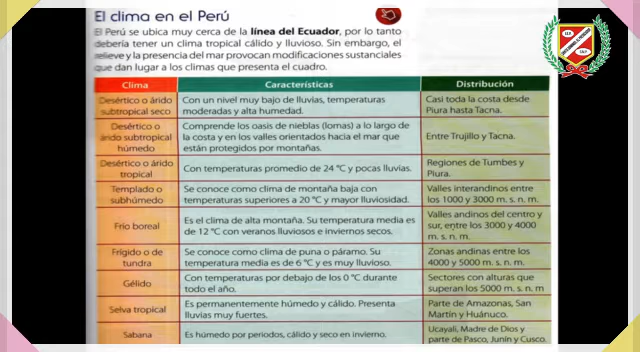 El clima en el Perú
El Perú se ubica muy cerca de la línea del Ecuador, por lo tanto
debería tener un clima tropical cálido y lluvioso. Sin embargo, el
relieve y la presencia del mar provocan modificaciones sustanciales
que dan lugar a los climas que presenta el cuadro.
Clima Características Distribución
Desértico o árido
subtropical seco
Con un nivel muy bajo de lluvias, temperaturas
moderadas y alta humedad.
Casi toda la costa desde
Piura hasta Tacna.
Desértico o
árido subtropical
húmedo
Comprende los oasis de nieblas (lomas) a lo largo de
la costa y en los valles orientados hacia el mar que
están protegidos por montañas.
Entre Trujillo y Tacna.
Desértico o árido
tropical
Con temperaturas promedio de 24 °C y pocas lluvias.
Regiones de Tumbes y
Piura.
Templado o
subhúmedo
Se conoce como clima de montaña baja con
temperaturas superiores a 20 °C y mayor lluviosidad.
Valles interandinos entre
los 1000 y 3000 m. s. n. m.
Frío boreal
Es el clima de alta montaña. Su temperatura media es
de 12 °C con veranos lluviosos e inviernos secos.
Valles andinos del centro y
sur, entre los 3000 y 4000
m. s. n. m.
Frígido o de
tundra
Se conoce como clima de puna o páramo. Su
temperatura media es de 6 °C y es muy lluvioso.
Zonas andinas entre los
4000 y 5000 m. s. n. m.
Gélido
Con temperaturas por debajo de los 0 °C durante
todo el año.
Sectores con alturas que
superan los 5000 m. s. n. m
Selva tropical
Es permanentemente húmedo y cálido. Presenta
lluvias muy fuertes.
Parte de Amazonas, San
Martín y Huánuco.
Sabana
Es húmedo por periodos, cálido y seco en invierno.
Ucayali, Madre de Dios y
parte de Pasco, Junín y Cusco.